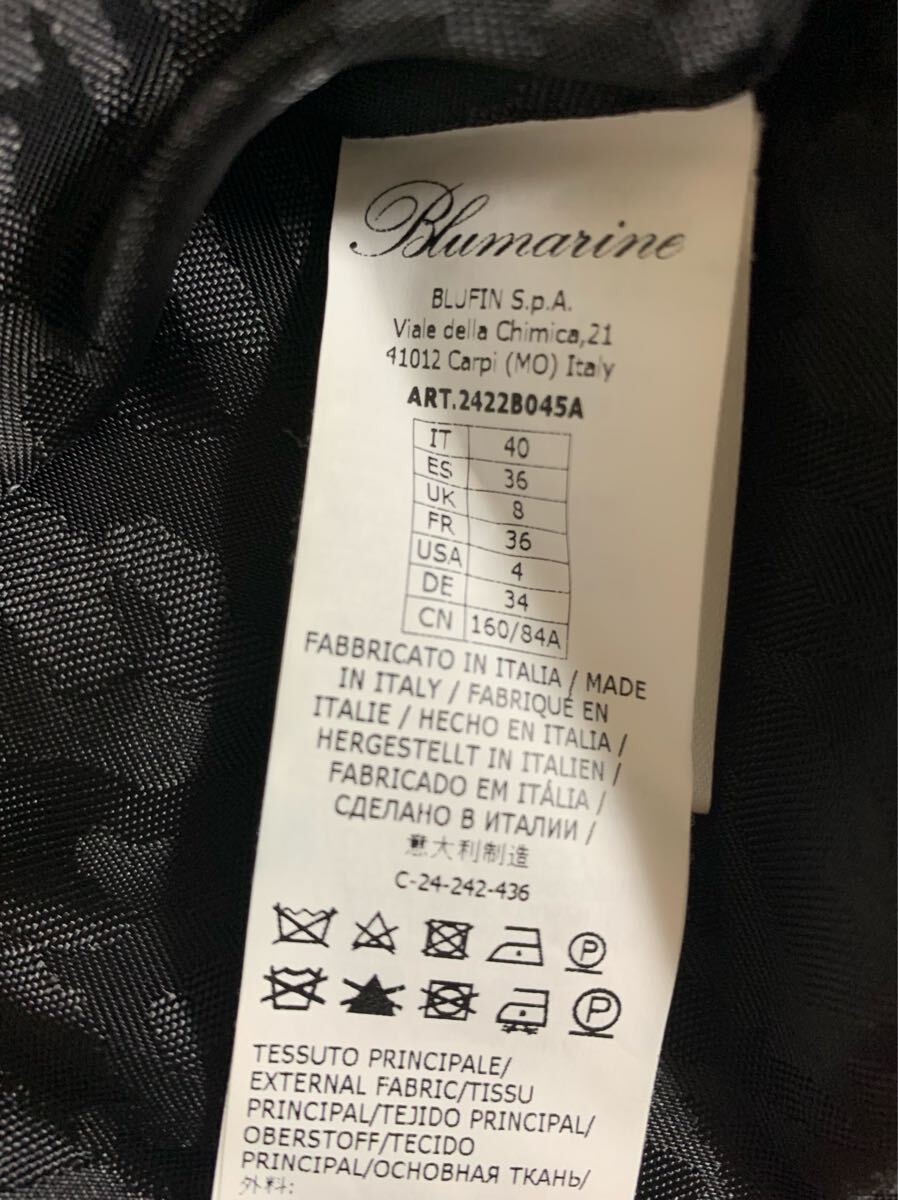 Blumarine
BLUFIN S.p.A.
Viale della Chimica,21
41012 Carpi (MO) Italy
ART.2422B045A
IT 40
ES 36
UK 8
FR 36
USA 4
DE 34
CN 160/84A
FABBRICATO IN ITALIA / MADE
IN ITALY / FABRIQUÉ EN
ITALIE / HECHO EN ITALIA /
HERGESTELLT IN ITALIEN /
FABRICADO EM ITÁLIA /
СДЕЛАНО В ИТАЛИИ /
意大利制造
C-24-242-436
P
P
TESSUTO PRINCIPALE/
EXTERNAL FABRIC/TISSU
PRINCIPAL/TEJIDO PRINCIPAL/
OBERSTOFF/TECIDO
PRINCIPAL/ОСНОВНАЯ ТКАНЬ/
外料: